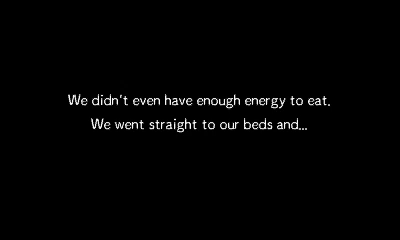 We didn't even have enough energy to eat.
We went straight to our beds and...